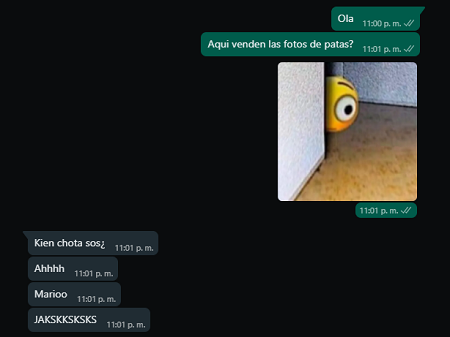 Ola
11:00 p. m.
Aqui venden las fotos de patas?
11:01 p. m.
11:01 p. m.
Kien chota sos¿
11:01 p. m.
Ahhhh
11:01 p. m.
Marioo
11:01 p. m.
JAKSKKSKSKS
11:01 p. m.